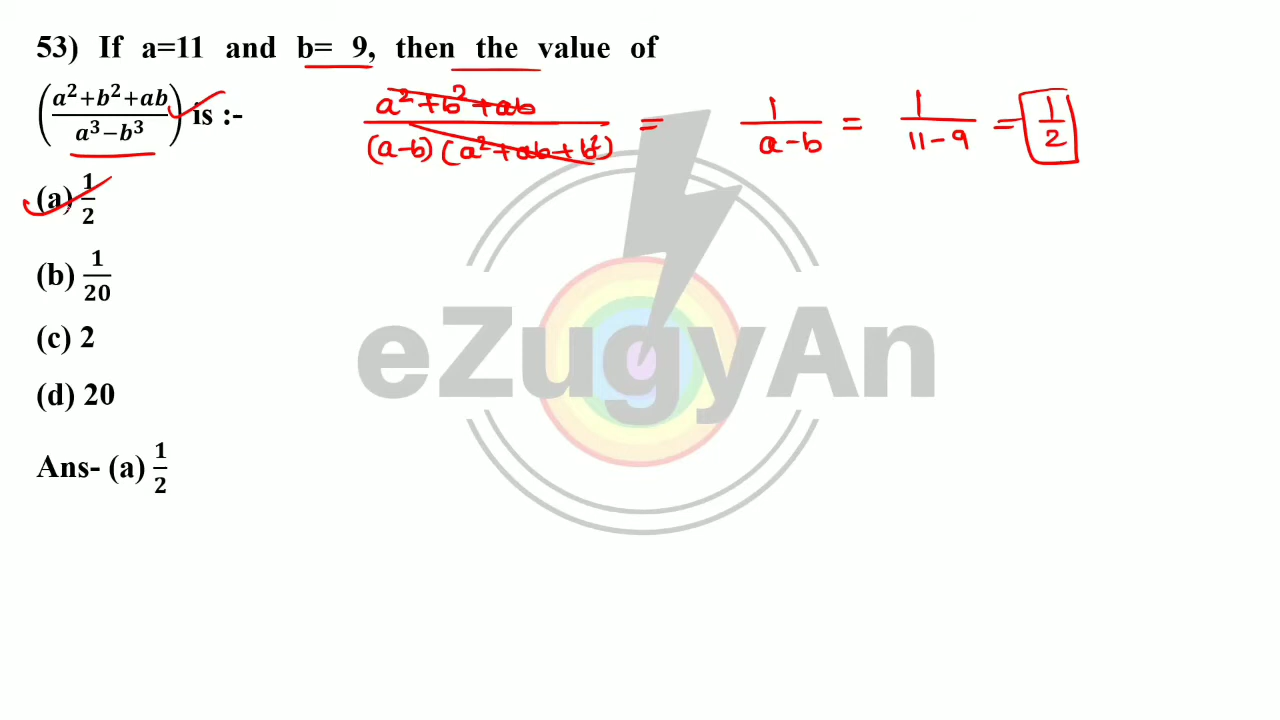 53) If a=11 and b= 9, then the value of
(a²+b²+ab / a³−b³) is :-
a²+b²+ab / (a-b)(a²+ab+b²) = 1/a-b = 1/11-9 = 1/2
(a) 1/2
(b) 1/20
(c) 2
(d) 20
Ans- (a) 1/2
eZugyAn